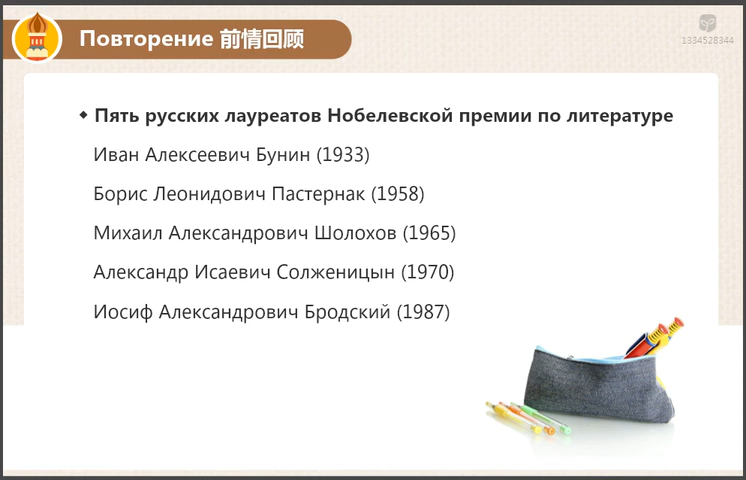 Повторение 前情回顾
1334528344
Пять русских лауреатов Нобелевской премии по литературе
Иван Алексеевич Бунин (1933)
Борис Леонидович Пастернак (1958)
Михаил Александрович Шолохов (1965)
Александр Исаевич Солженицын (1970)
Иосиф Александрович Бродский (1987)